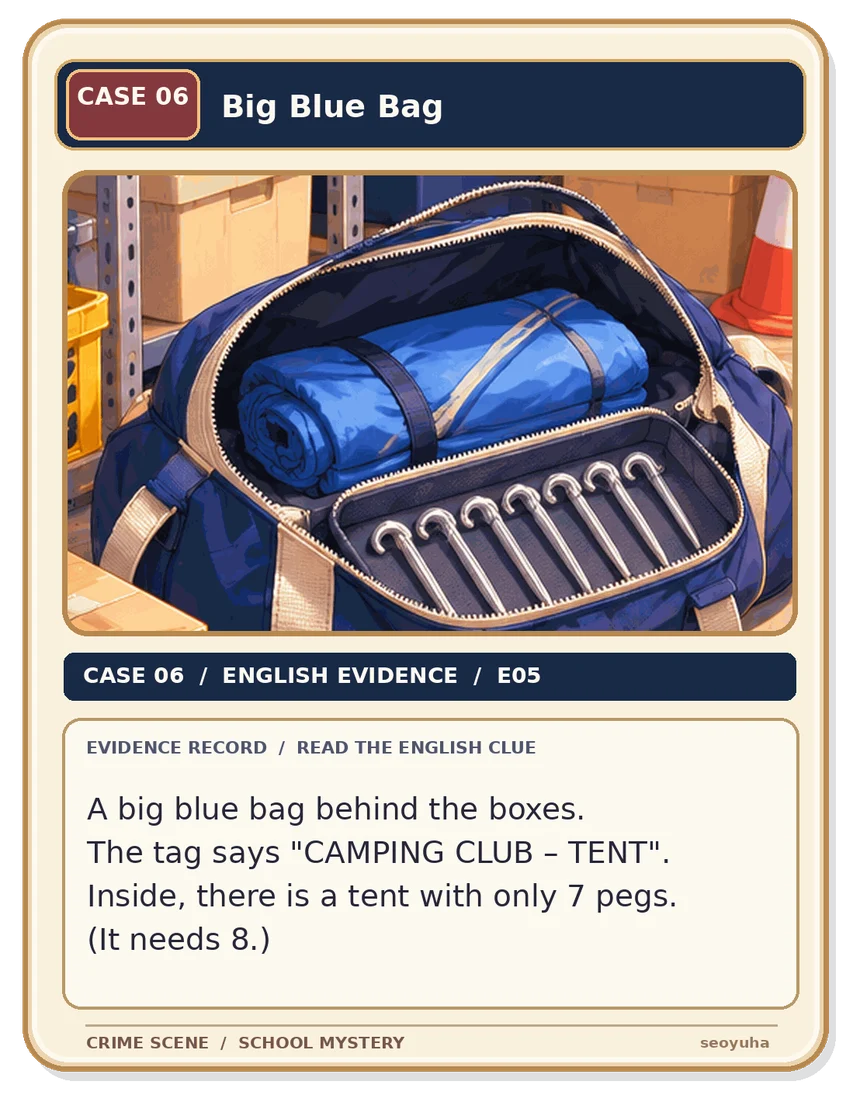 CASE 06
Big Blue Bag
CASE 06 / ENGLISH EVIDENCE / E05
EVIDENCE RECORD / READ THE ENGLISH CLUE
A big blue bag behind the boxes.
The tag says "CAMPING CLUB – TENT".
Inside, there is a tent with only 7 pegs.
(It needs 8.)
CRIME SCENE / SCHOOL MYSTERY
seoyuha